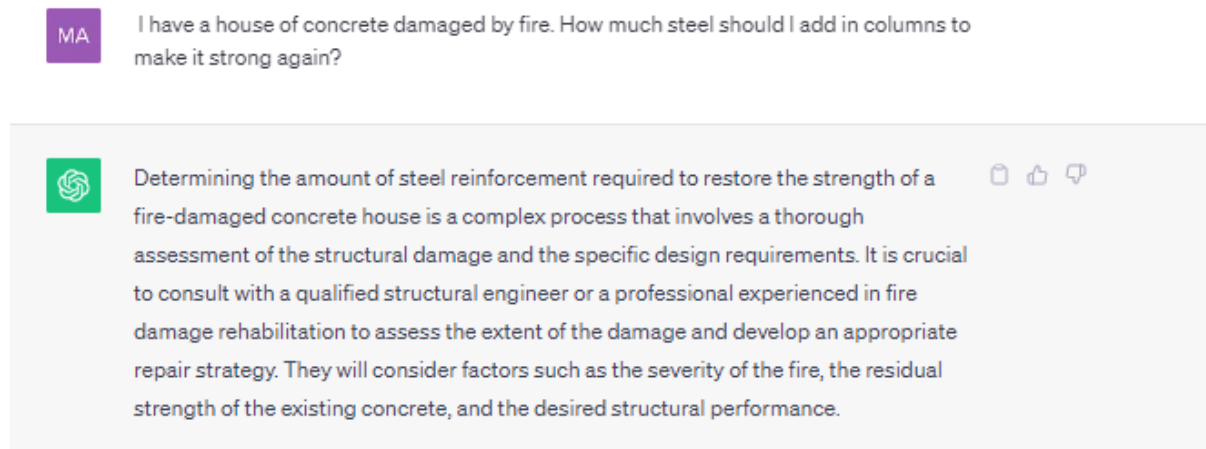 MA
I have a house of concrete damaged by fire. How much steel should I add in columns to
make it strong again?
Determining the amount of steel reinforcement required to restore the strength of a
fire-damaged concrete house is a complex process that involves a thorough
assessment of the structural damage and the specific design requirements. It is crucial
to consult with a qualified structural engineer or a professional experienced in fire
damage rehabilitation to assess the extent of the damage and develop an appropriate
repair strategy. They will consider factors such as the severity of the fire, the residual
strength of the existing concrete, and the desired structural performance.